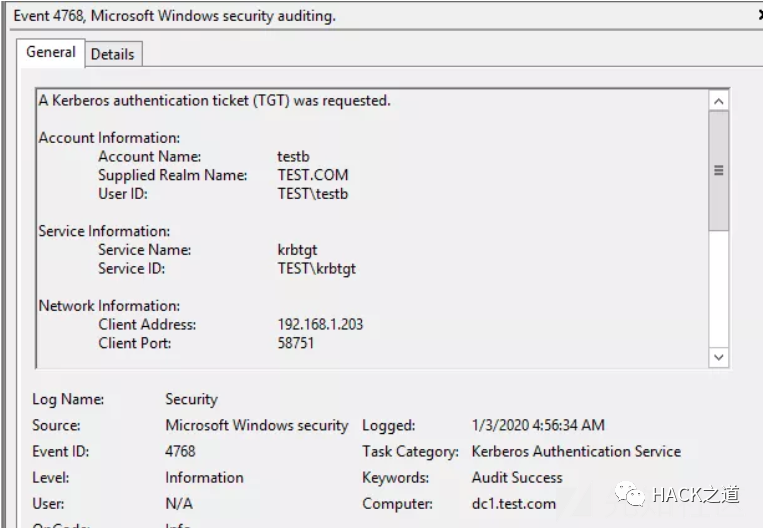 Event 4768, Microsoft Windows security auditing.
General Details
A Kerberos authentication ticket (TGT) was requested.
Account Information:
Account Name: testb
Supplied Realm Name: TEST.COM
User ID: TEST\testb
Service Information:
Service Name: krbtgt
Service ID: TEST\krbtgt
Network Information:
Client Address: 192.168.1.203
Client Port: 58751
Log Name: Security
Source: Microsoft Windows security Logged: 1/3/2020 4:56:34 AM
Event ID: 4768 Task Category: Kerberos Authentication Service
Level: Information Keywords: Audit Success
User: N/A Computer: dc1.test.com
OpCode: Info
HACK之道